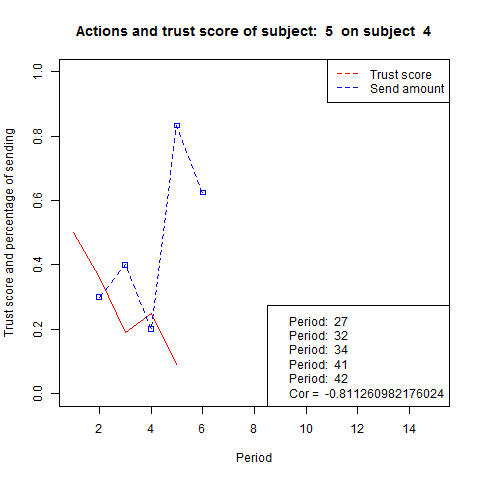 Actions and trust score of subject:  5  on subject  4
Trust score
Send amount
Trust score and percentage of sending
1.0
0.8
0.6
0.4
0.2
0.0
Period:  27
Period:  32
Period:  34
Period:  41
Period:  42
Cor =  -0.811260982176024
2 4 6 8 10 12 14
Period